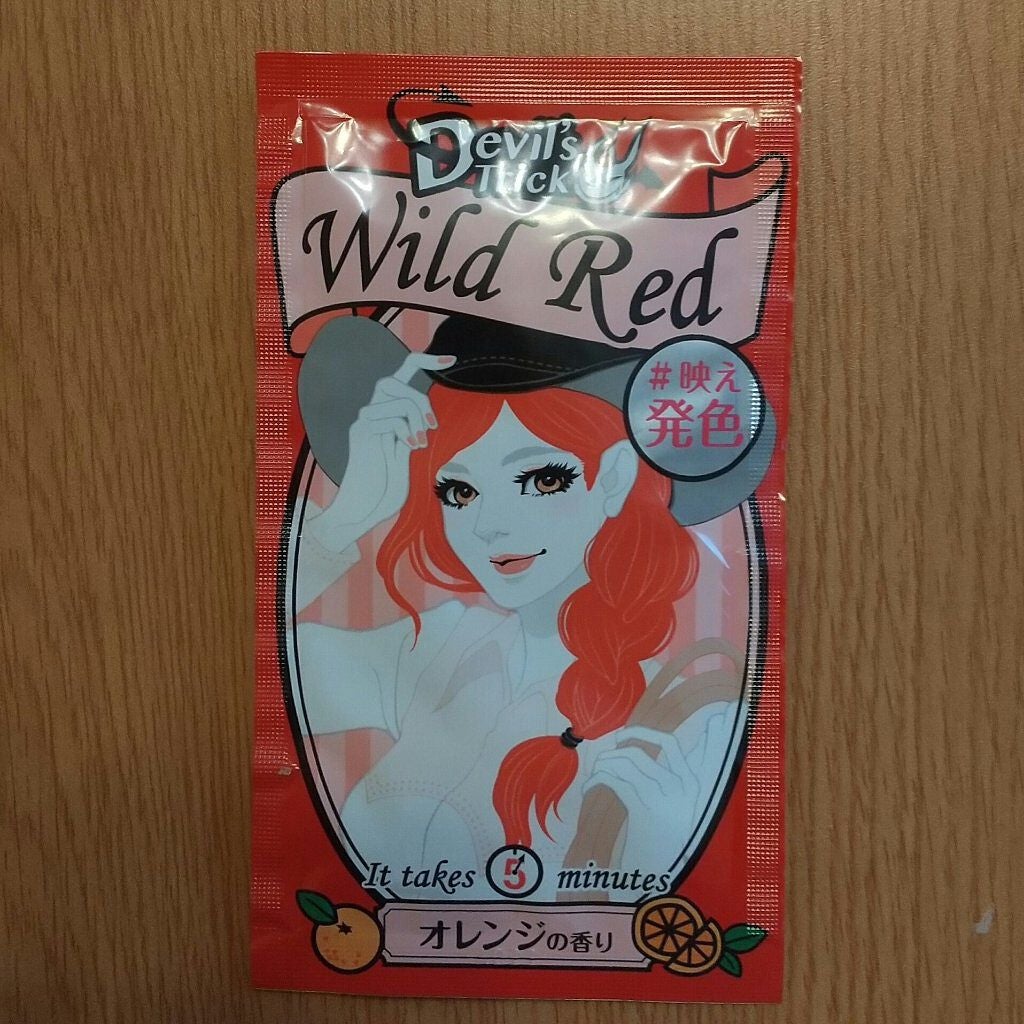 Devil's
Trick
Wild Red
#映え
発色
It takes 5 minutes
オレンジの香り